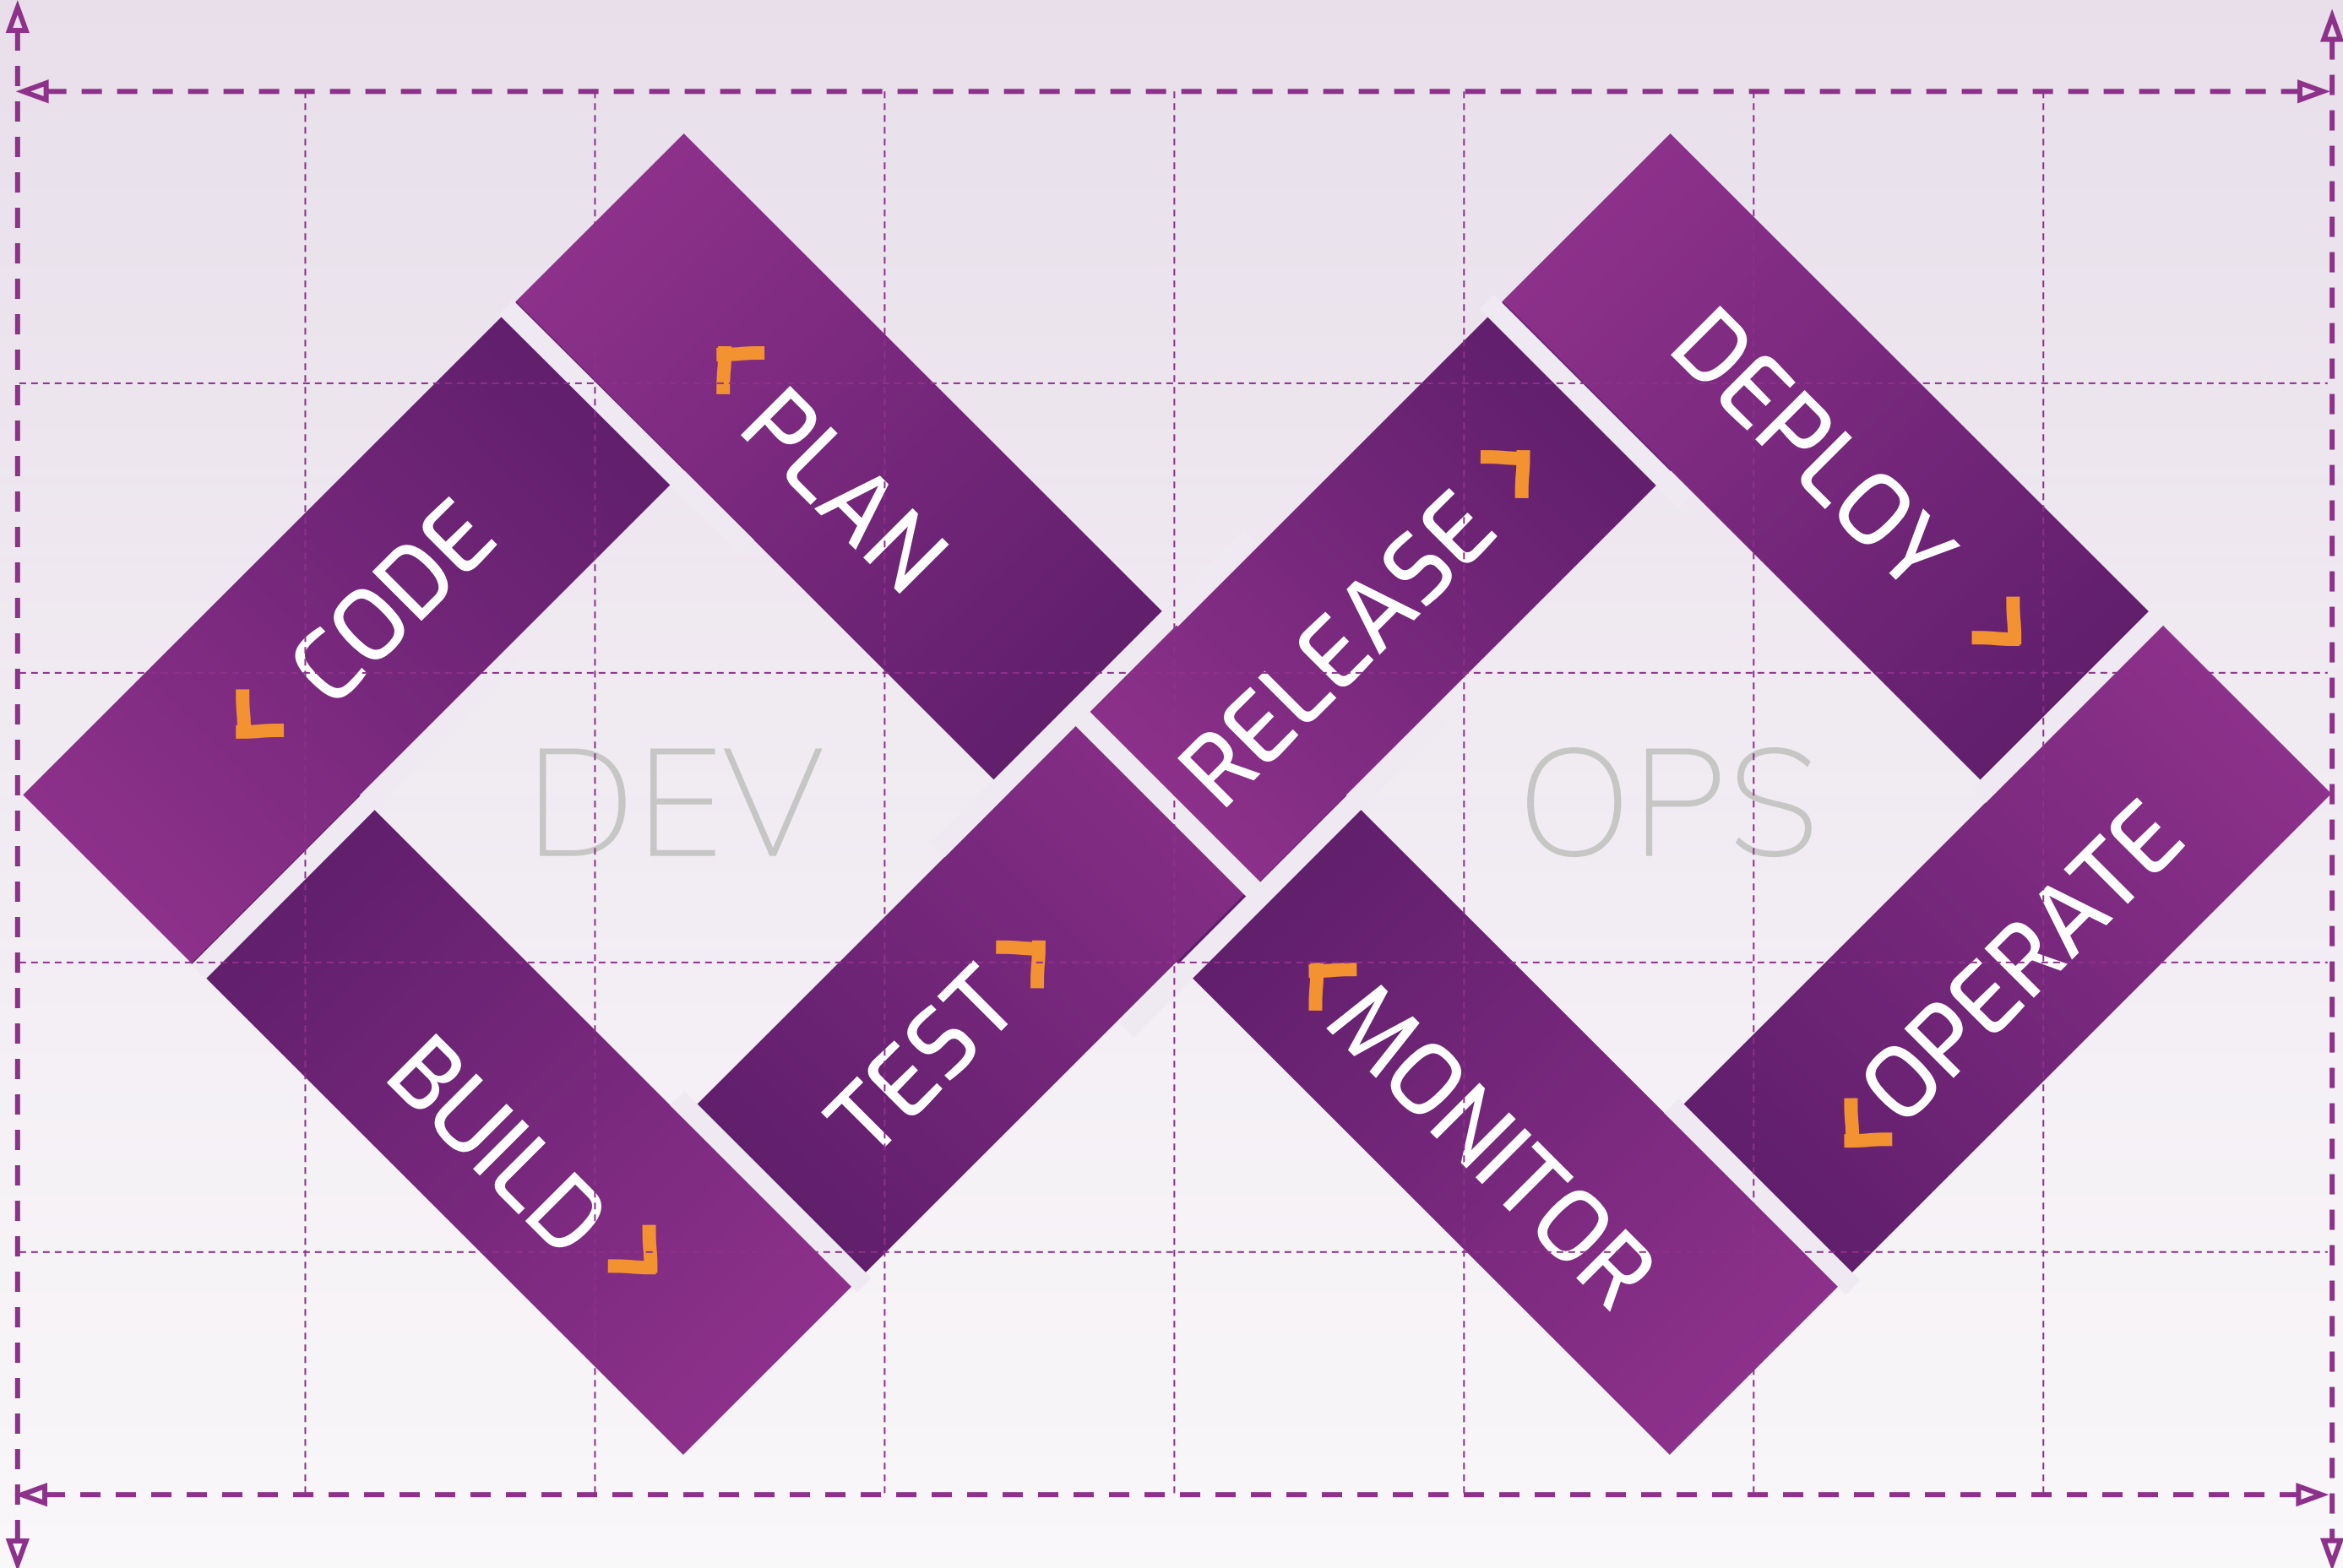 PLAN
CODE
BUILD
TEST
RELEASE
DEPLOY
OPERATE
MONITOR
DEV
OPS